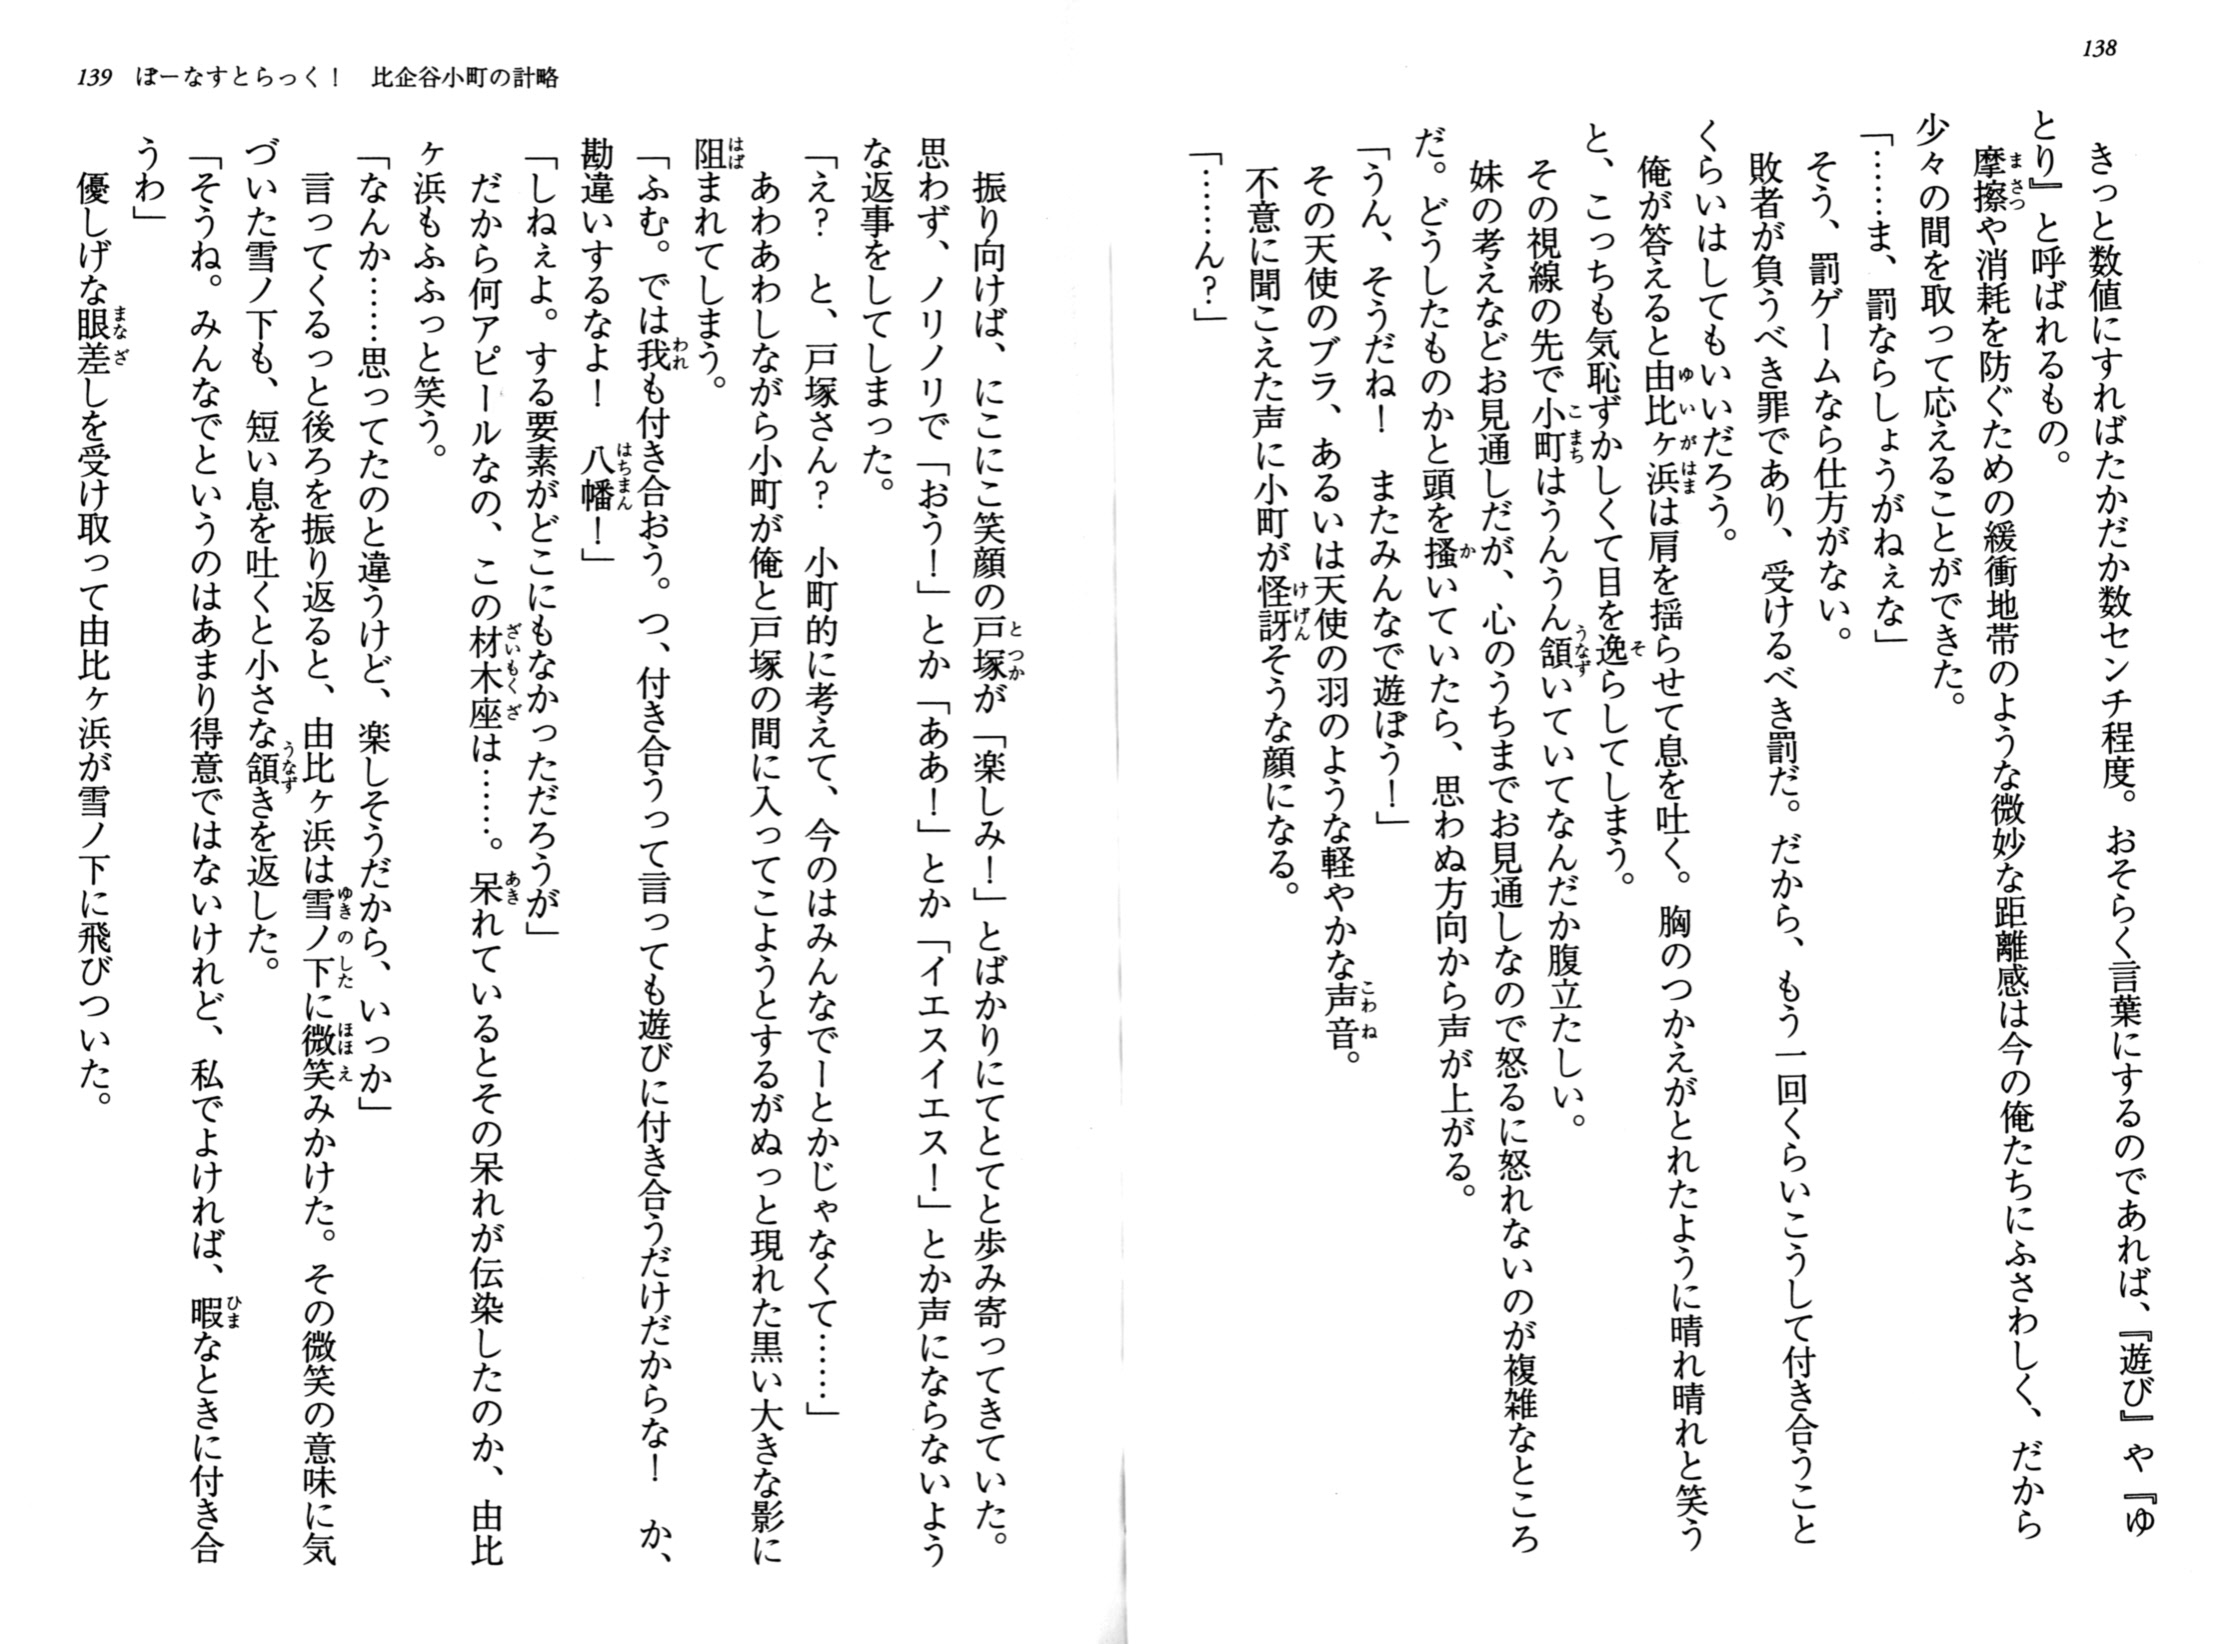 138
きっと数値にすればたかだか数センチ程度。おそらく言葉にするのであれば、『遊び』や『ゆ
とり』と呼ばれるもの。
摩擦や消耗を防ぐための緩衝地帯のような微妙な距離感は今の俺たちにふさわしく、だから
少々の間を取って応えることができた。
「……ま、罰ならしょうがねぇな」
そう、罰ゲームなら仕方がない。
敗者が負うべき罪であり、受けるべき罰だ。だから、もう一回くらいこうして付き合うこと
くらいはしてもいいだろう。
俺が答えると由比ヶ浜は肩を揺らせて息を吐く。胸のつかえがとれたように晴れ晴れと笑う
と、こっちも気恥ずかしくて目を逸らしてしまう。
その視線の先で小町はうんうん頷いていてなんだか腹立たしい。
妹の考えなどお見通しだが、心のうちまでお見通しなので怒るに怒れないのが複雑なところ
だ。どうしたものかと頭を掻いていたら、思わぬ方向から声が上がる。
「うん、そうだね！　またみんなで遊ぼう！」
その天使のブラ、あるいは天使の羽のような軽やかな声音。
不意に聞こえた声に小町が怪訝そうな顔になる。
「……ん？」
139 ぼーなすとらっく！　比企谷小町の計略
振り向けば、にこにこ笑顔の戸塚が「楽しみ！」とばかりにてとてと歩み寄ってきていた。
思わず、ノリノリで「おう！」とか「ああ！」とか「イエスイエス！」とか声にならないよう
な返事をしてしまった。
「え？　と、戸塚さん？　小町的に考えて、今のはみんなでーとかじゃなくて……」
あわあわしながら小町が俺と戸塚の間に入ってこようとするがぬっと現れた黒い大きな影に
阻まれてしまう。
「ふむ。では我も付き合おう。つ、付き合うって言っても遊びに付き合うだけだからな！　か、
勘違いするなよ！　八幡！」
「しねぇよ。する要素がどこにもなかっただろうが」
だから何アピールなの、この材木座は……。呆れているとその呆れが伝染したのか、由比
ヶ浜もふふっと笑う。
「なんか……思ってたのと違うけど、楽しそうだから、いっか」
言ってくるっと後ろを振り返ると、由比ヶ浜は雪ノ下に微笑みかけた。その微笑の意味に気
づいた雪ノ下も、短い息を吐くと小さな頷きを返した。
「そうね。みんなでというのはあまり得意ではないけれど、私でよければ、暇なときに付き合
うわ」
優しげな眼差しを受け取って由比ヶ浜が雪ノ下に飛びついた。